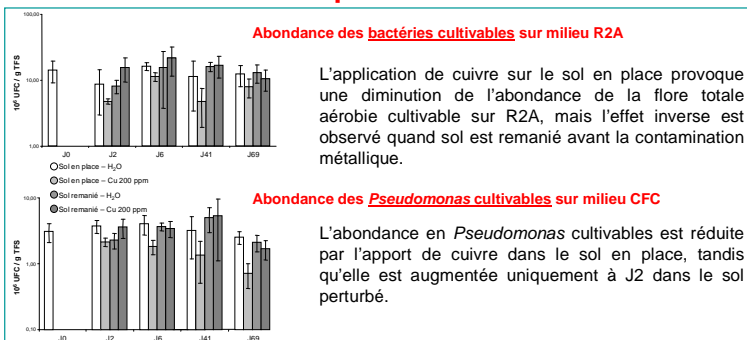 Abondance des bactéries cultivables sur milieu R2A
100,00
10,00
1,00
10⁶ UFC / g TFS
J0 J2 J6 J41 J69
L'application de cuivre sur le sol en place provoque
une diminution de l'abondance de la flore totale
aérobie cultivable sur R2A, mais l'effet inverse est
observé quand sol est remanié avant la contamination
métallique.
Sol en place – H₂O
Sol en place – Cu 200 ppm
Sol remanié – H₂O
Sol remanié – Cu 200 ppm
Abondance des Pseudomonas cultivables sur milieu CFC
10,00
1,00
0,10
10⁶ UFC / g TFS
J0 J2 J6 J41 J69
L'abondance en Pseudomonas cultivables est réduite
par l'apport de cuivre dans le sol en place, tandis
qu'elle est augmentée uniquement à J2 dans le sol
perturbé.